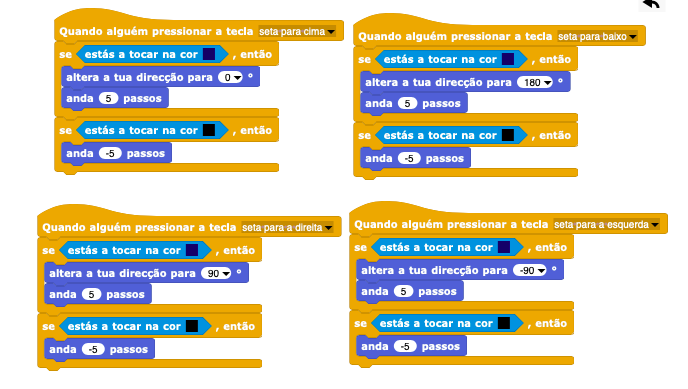 Quando alguém pressionar a tecla seta para cima
se estás a tocar na cor , então
altera a tua direcção para 0 °
anda 5 passos
se estás a tocar na cor , então
anda -5 passos
Quando alguém pressionar a tecla seta para baixo
se estás a tocar na cor , então
altera a tua direcção para 180 °
anda 5 passos
se estás a tocar na cor , então
anda -5 passos
Quando alguém pressionar a tecla seta para a direita
se estás a tocar na cor , então
altera a tua direcção para 90 °
anda 5 passos
se estás a tocar na cor , então
anda -5 passos
Quando alguém pressionar a tecla seta para a esquerda
se estás a tocar na cor , então
altera a tua direcção para -90 °
anda 5 passos
se estás a tocar na cor , então
anda -5 passos